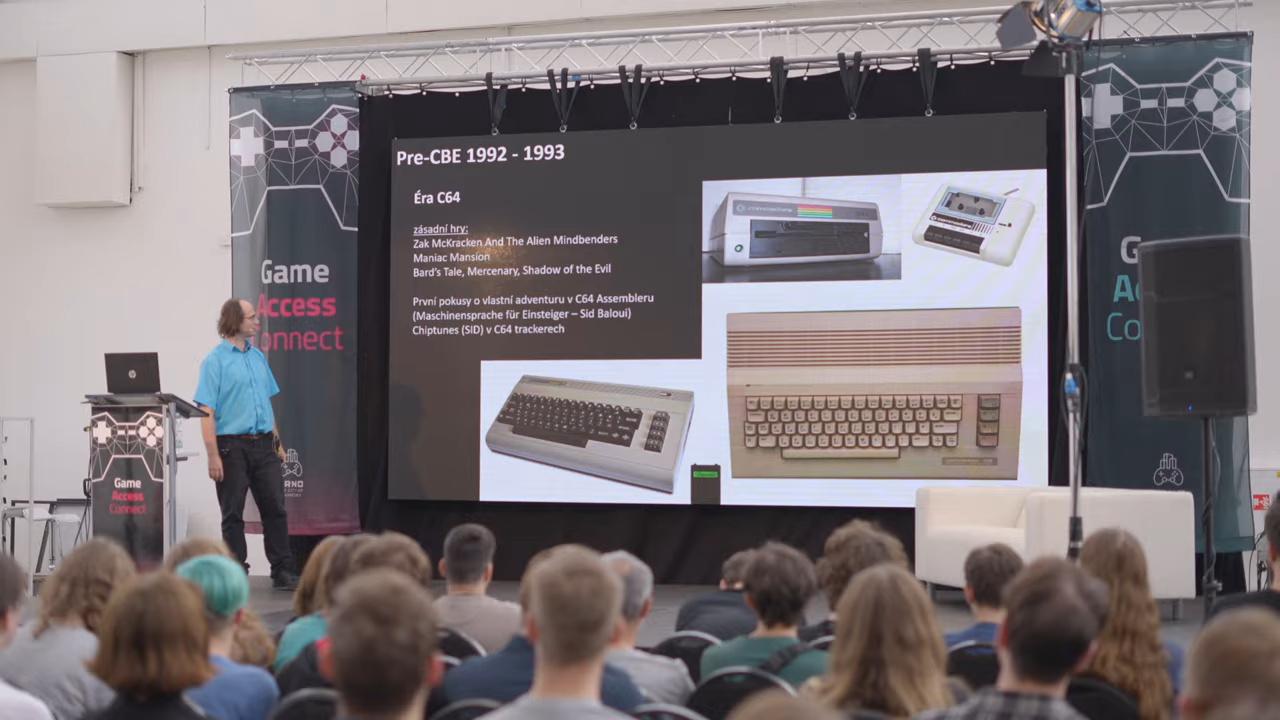 Pre-CBE 1992 - 1993
Éra C64
zásadní hry:
Zak McKracken And The Alien Mindbenders
Maniac Mansion
Bard's Tale, Mercenary, Shadow of the Evil
První pokusy o vlastní adventuru v C64 Assembleru
(Maschinensprache für Einsteiger – Sid Baloui)
Chiptunes (SID) v C64 trackerech
Game
Access
Connect
Game
Access
Connect